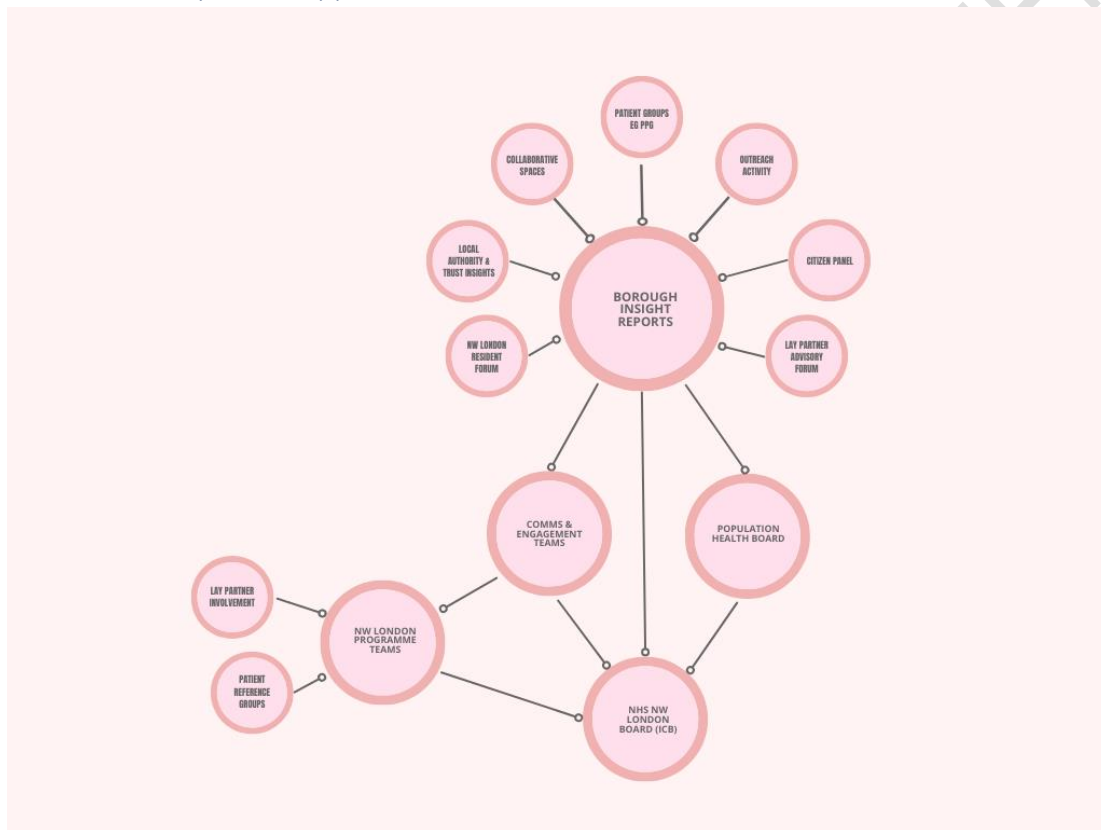 PATIENT GROUPS
EG PPG
COLLABORATIVE
SPACES
OUTREACH
ACTIVITY
LOCAL
AUTHORITY &
TRUST INSIGHTS
CITIZEN PANEL
BOROUGH
INSIGHT
REPORTS
NW LONDON
RESIDENT
FORUM
LAY PARTNER
ADVISORY
FORUM
COMMS &
ENGAGEMENT
TEAMS
POPULATION
HEALTH BOARD
LAY PARTNER
INVOLVEMENT
NW LONDON
PROGRAMME
TEAMS
PATIENT
REFERENCE
GROUPS
NHS NW
LONDON
BOARD (ICB)